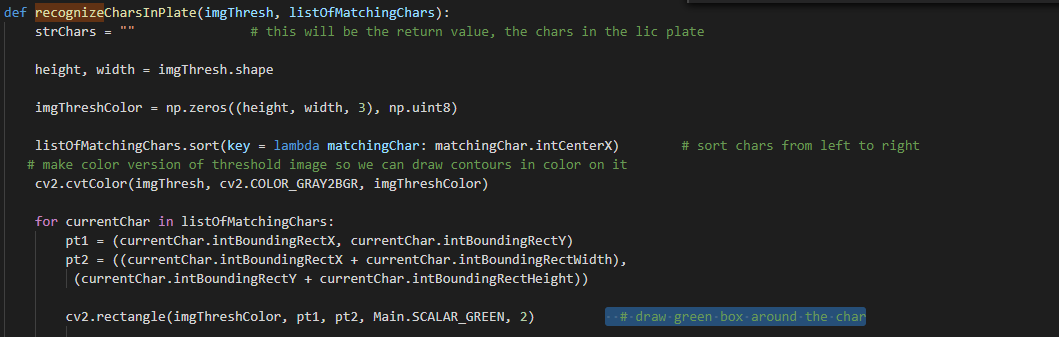 def recognizeCharsInPlate(imgThresh, listOfMatchingChars):
    strChars = ""               # this will be the return value, the chars in the lic plate
    height, width = imgThresh.shape
    imgThreshColor = np.zeros((height, width, 3), np.uint8)
    listOfMatchingChars.sort(key = lambda matchingChar: matchingChar.intCenterX)        # sort chars from left to right
   # make color version of threshold image so we can draw contours in color on it
    cv2.cvtColor(imgThresh, cv2.COLOR_GRAY2BGR, imgThreshColor)
    for currentChar in listOfMatchingChars:
        pt1 = (currentChar.intBoundingRectX, currentChar.intBoundingRectY)
        pt2 = ((currentChar.intBoundingRectX + currentChar.intBoundingRectWidth),
         (currentChar.intBoundingRectY + currentChar.intBoundingRectHeight))
        cv2.rectangle(imgThreshColor, pt1, pt2, Main.SCALAR_GREEN, 2)           # draw green box around the char